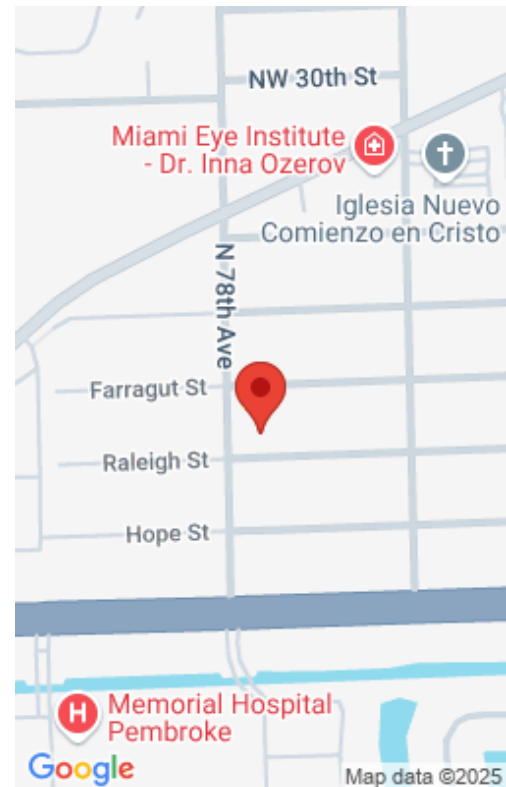 NW 30th St
Miami Eye Institute
- Dr. Inna Ozerov
Iglesia Nuevo
Comienzo en Cristo
N 78th Ave
Farragut St
Raleigh St
Hope St
H
Memorial Hospital
Pembroke
Google
Map data ©2025